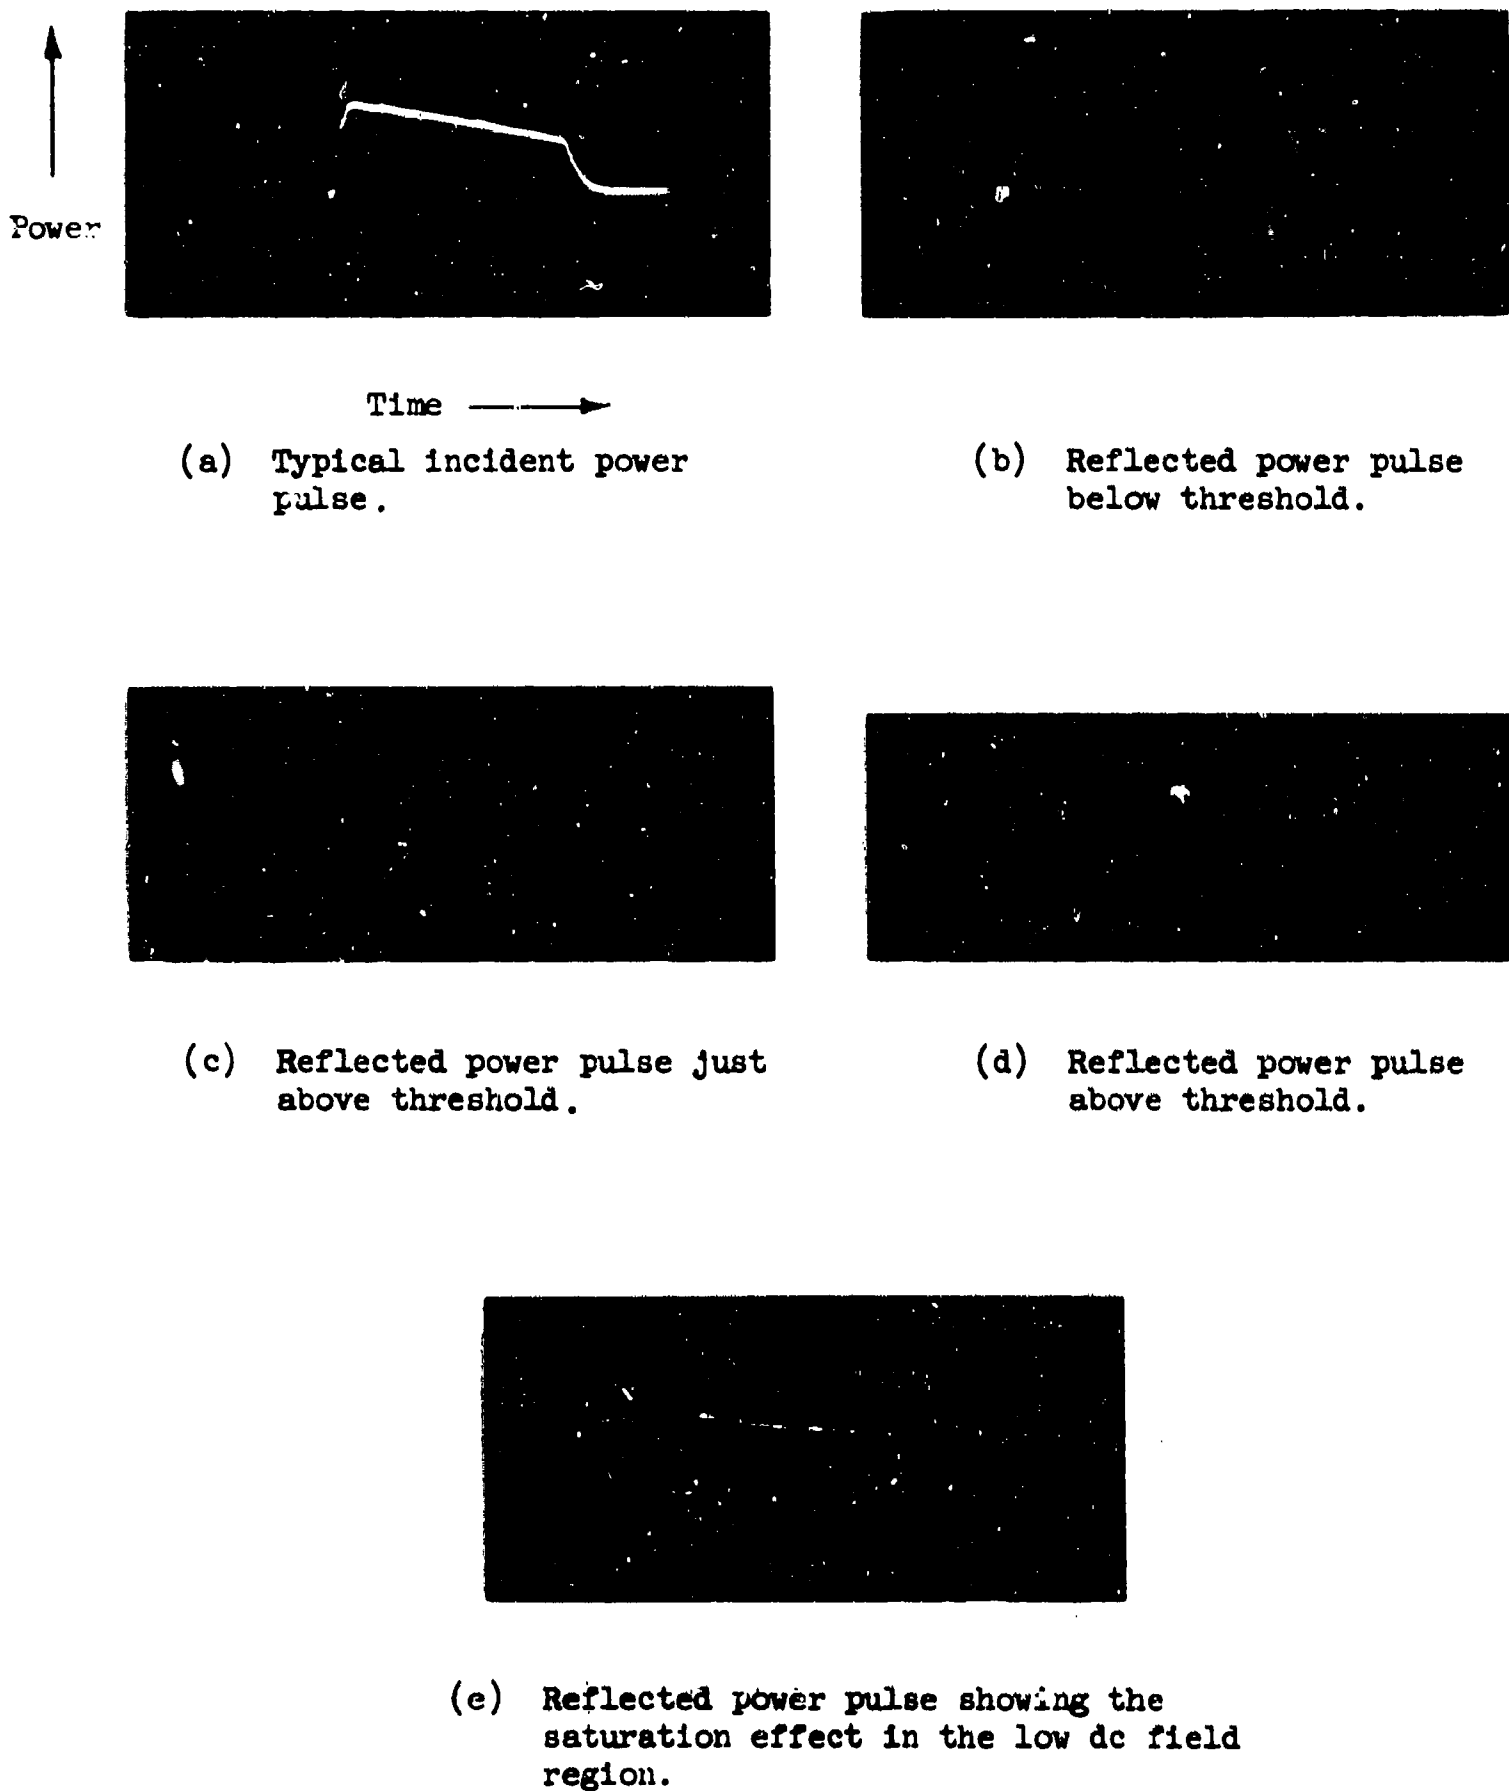 Power
Time
(a) Typical incident power
pulse.
(b) Reflected power pulse
below threshold.
(c) Reflected power pulse just
above threshold.
(d) Reflected power pulse
above threshold.
(e) Reflected power pulse showing the
saturation effect in the low dc field
region.